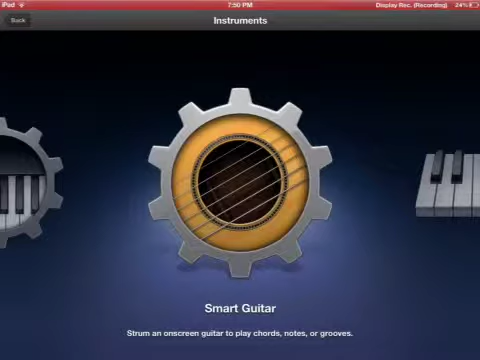 iPad 7:50 PM Display Rec. (Recording) 24%
Back Instruments
Smart Guitar
Strum an onscreen guitar to play chords, notes, or grooves.